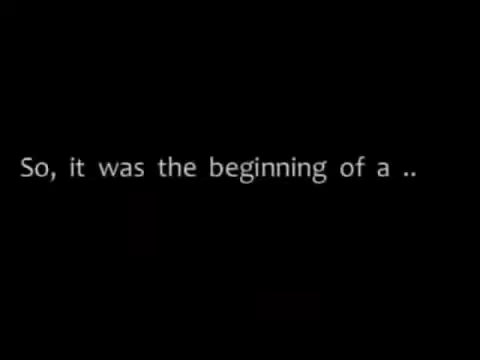 So, it was the beginning of a ..